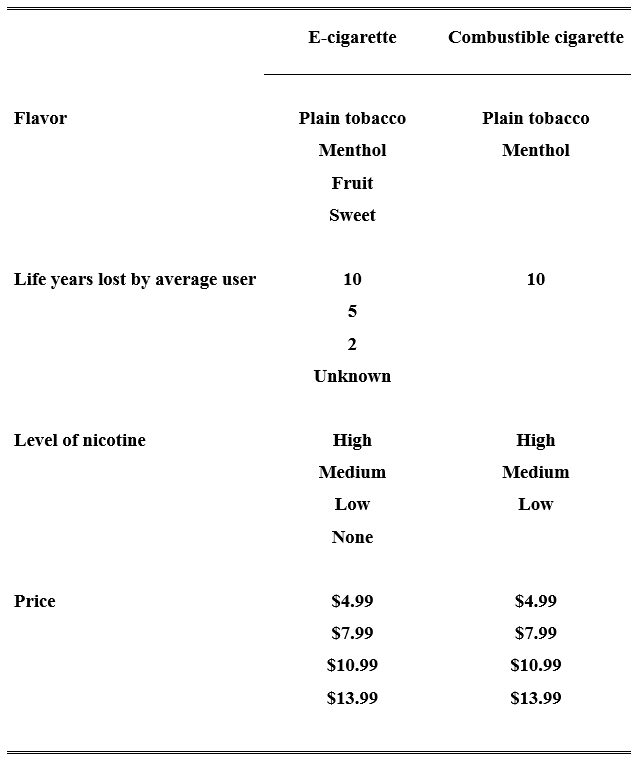 E-cigarette Combustible cigarette
Flavor Plain tobacco Plain tobacco
Menthol Menthol
Fruit
Sweet
Life years lost by average user 10 10
5
2
Unknown
Level of nicotine High High
Medium Medium
Low Low
None
Price $4.99 $4.99
$7.99 $7.99
$10.99 $10.99
$13.99 $13.99